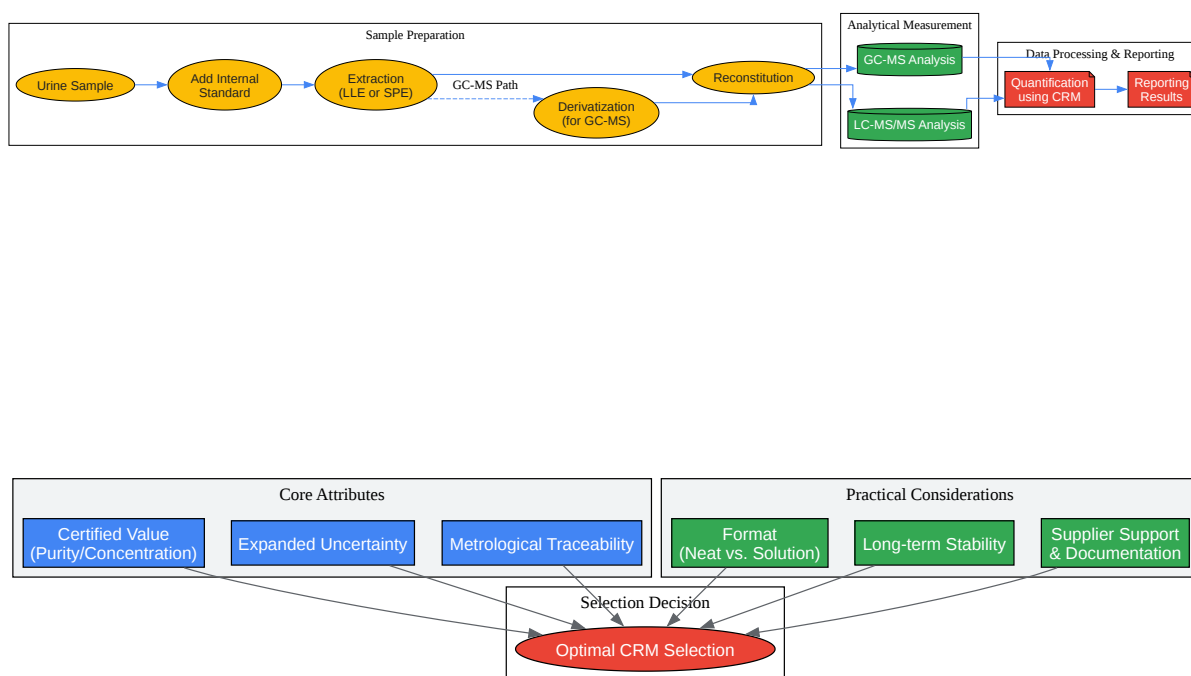 Sample Preparation
Urine Sample
Add Internal
Standard
Extraction
(LLE or SPE)
GC-MS Path
Derivatization
(for GC-MS)
Reconstitution
Analytical Measurement
GC-MS Analysis
LC-MS/MS Analysis
Data Processing & Reporting
Quantification
using CRM
Reporting
Results
Core Attributes
Certified Value
(Purity/Concentration)
Expanded Uncertainty
Metrological Traceability
Practical Considerations
Format
(Neat vs. Solution)
Long-term Stability
Supplier Support
& Documentation
Selection Decision
Optimal CRM Selection